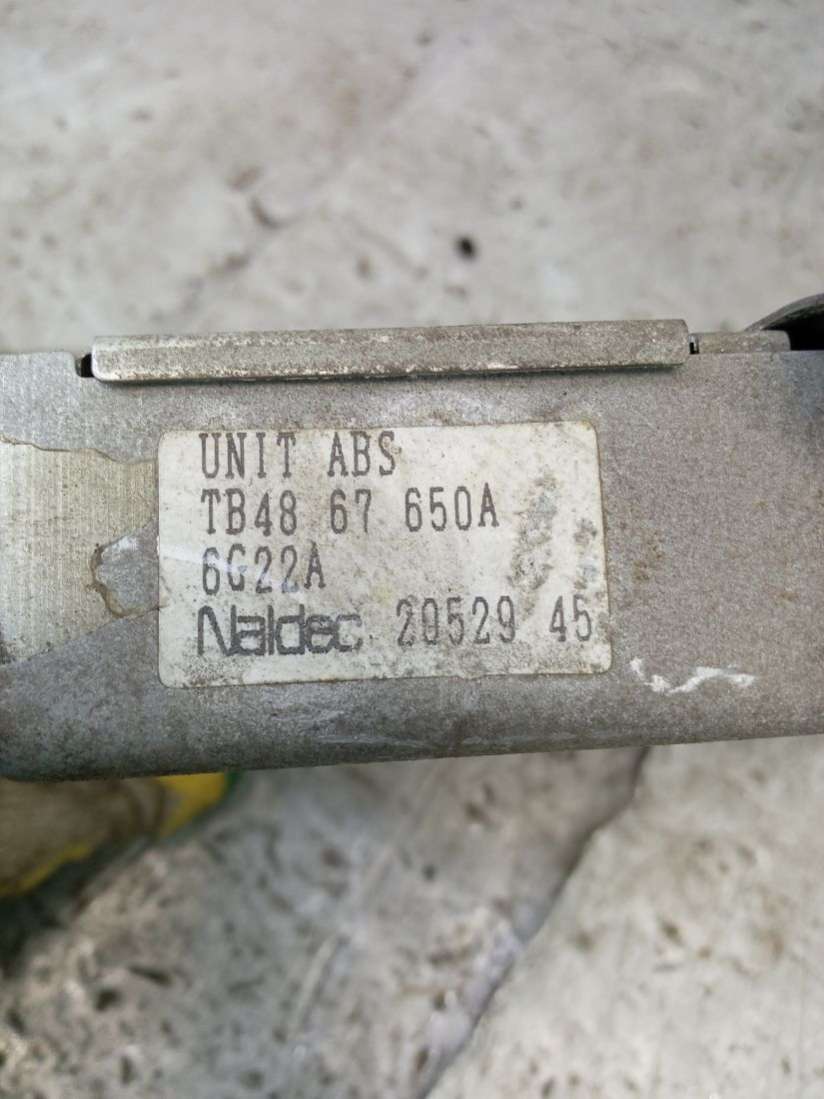 UNIT ABS
TB48 67 650A
6G22A
Naldec 20529 45